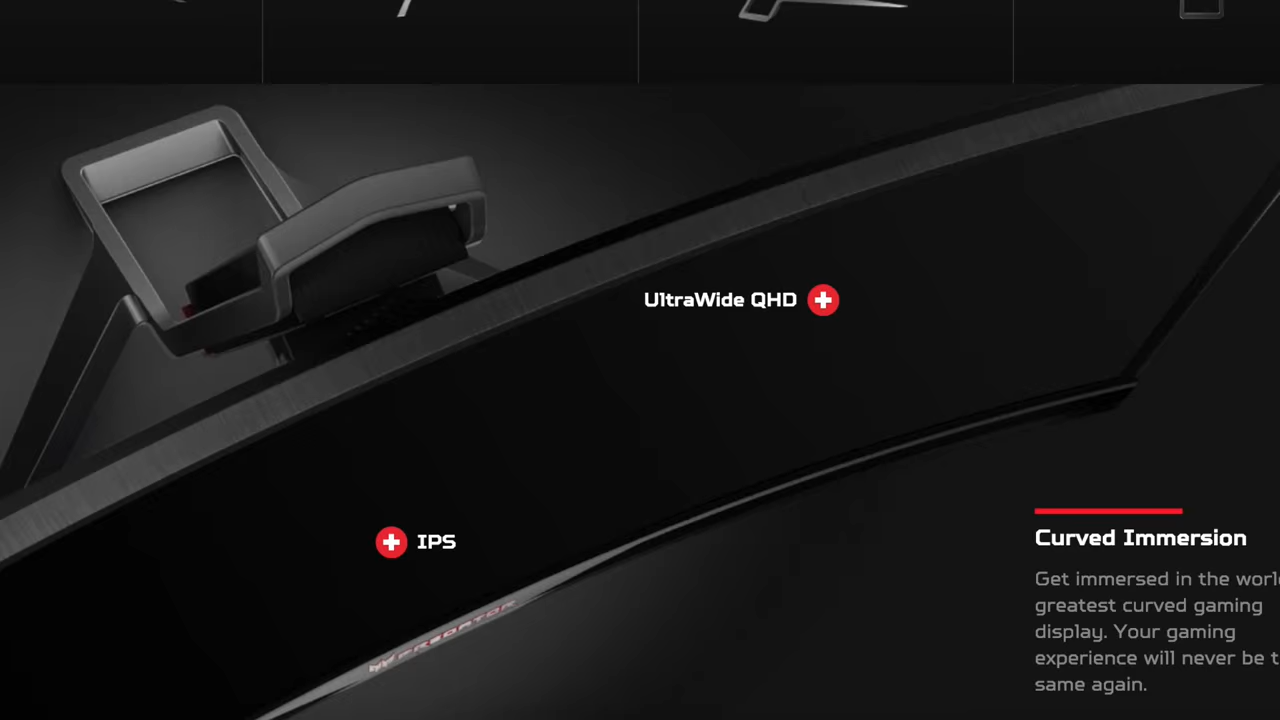 UltraWide QHD
IPS
PREDATOR
Curved Immersion
Get immersed in the
greatest curved gaming
display. Your gaming
experience will never be
same again.